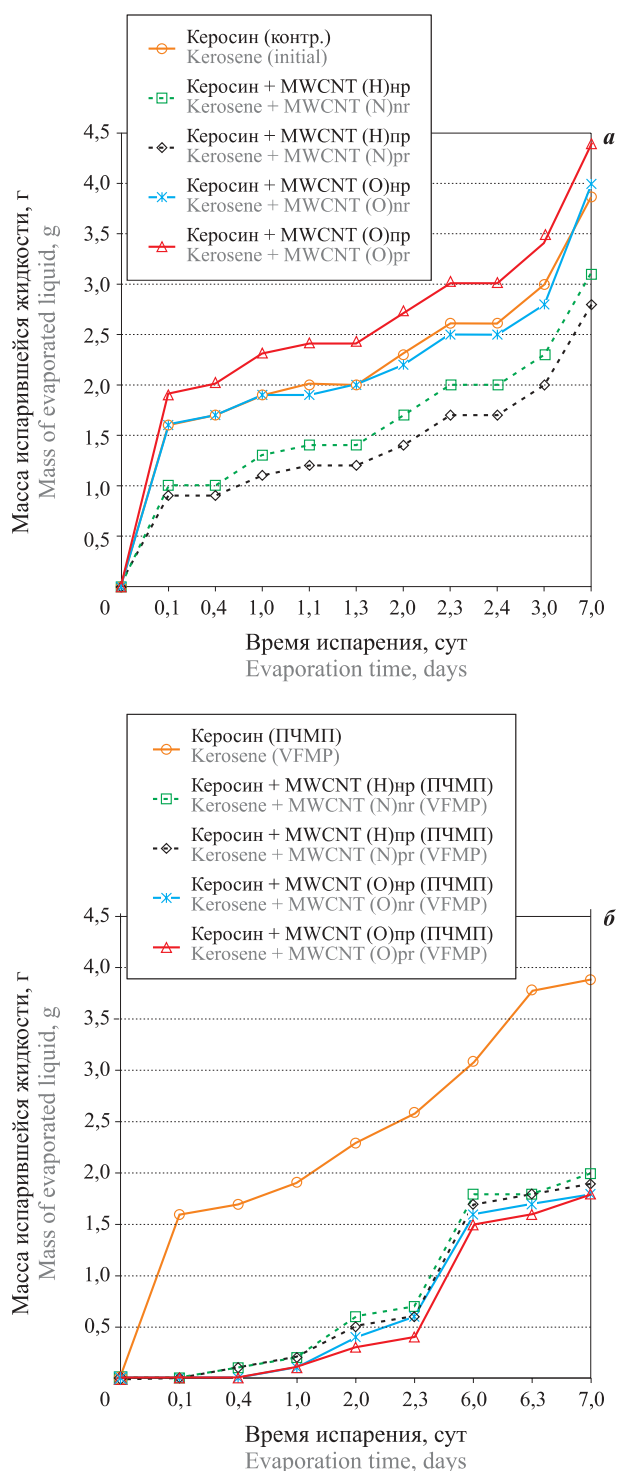 Керосин (контр.)
Kerosene (initial)
Керосин + MWCNT (Н)нр
Kerosene + MWCNT (N)nr
Керосин + MWCNT (Н)пр
Kerosene + MWCNT (N)pr
Керосин + MWCNT (О)нр
Kerosene + MWCNT (O)nr
Керосин + MWCNT (О)пр
Kerosene + MWCNT (O)pr
а
Масса испарившейся жидкости, г
Mass of evaporated liquid, g
4,5
4,0
3,5
3,0
2,5
2,0
1,5
1,0
0,5
0 0,1 0,4 1,0 1,1 1,3 2,0 2,3 2,4 3,0 7,0
Время испарения, сут
Evaporation time, days
Керосин (ПЧМП)
Kerosene (VFMP)
Керосин + MWCNT (Н)нр (ПЧМП)
Kerosene + MWCNT (N)nr (VFMP)
Керосин + MWCNT (Н)пр (ПЧМП)
Kerosene + MWCNT (N)pr (VFMP)
Керосин + MWCNT (О)нр (ПЧМП)
Kerosene + MWCNT (O)nr (VFMP)
Керосин + MWCNT (О)пр (ПЧМП)
Kerosene + MWCNT (O)pr (VFMP)
б
Масса испарившейся жидкости, г
Mass of evaporated liquid, g
4,5
4,0
3,5
3,0
2,5
2,0
1,5
1,0
0,5
0 0,1 0,4 1,0 2,0 2,3 6,0 6,3 7,0
Время испарения, сут
Evaporation time, days